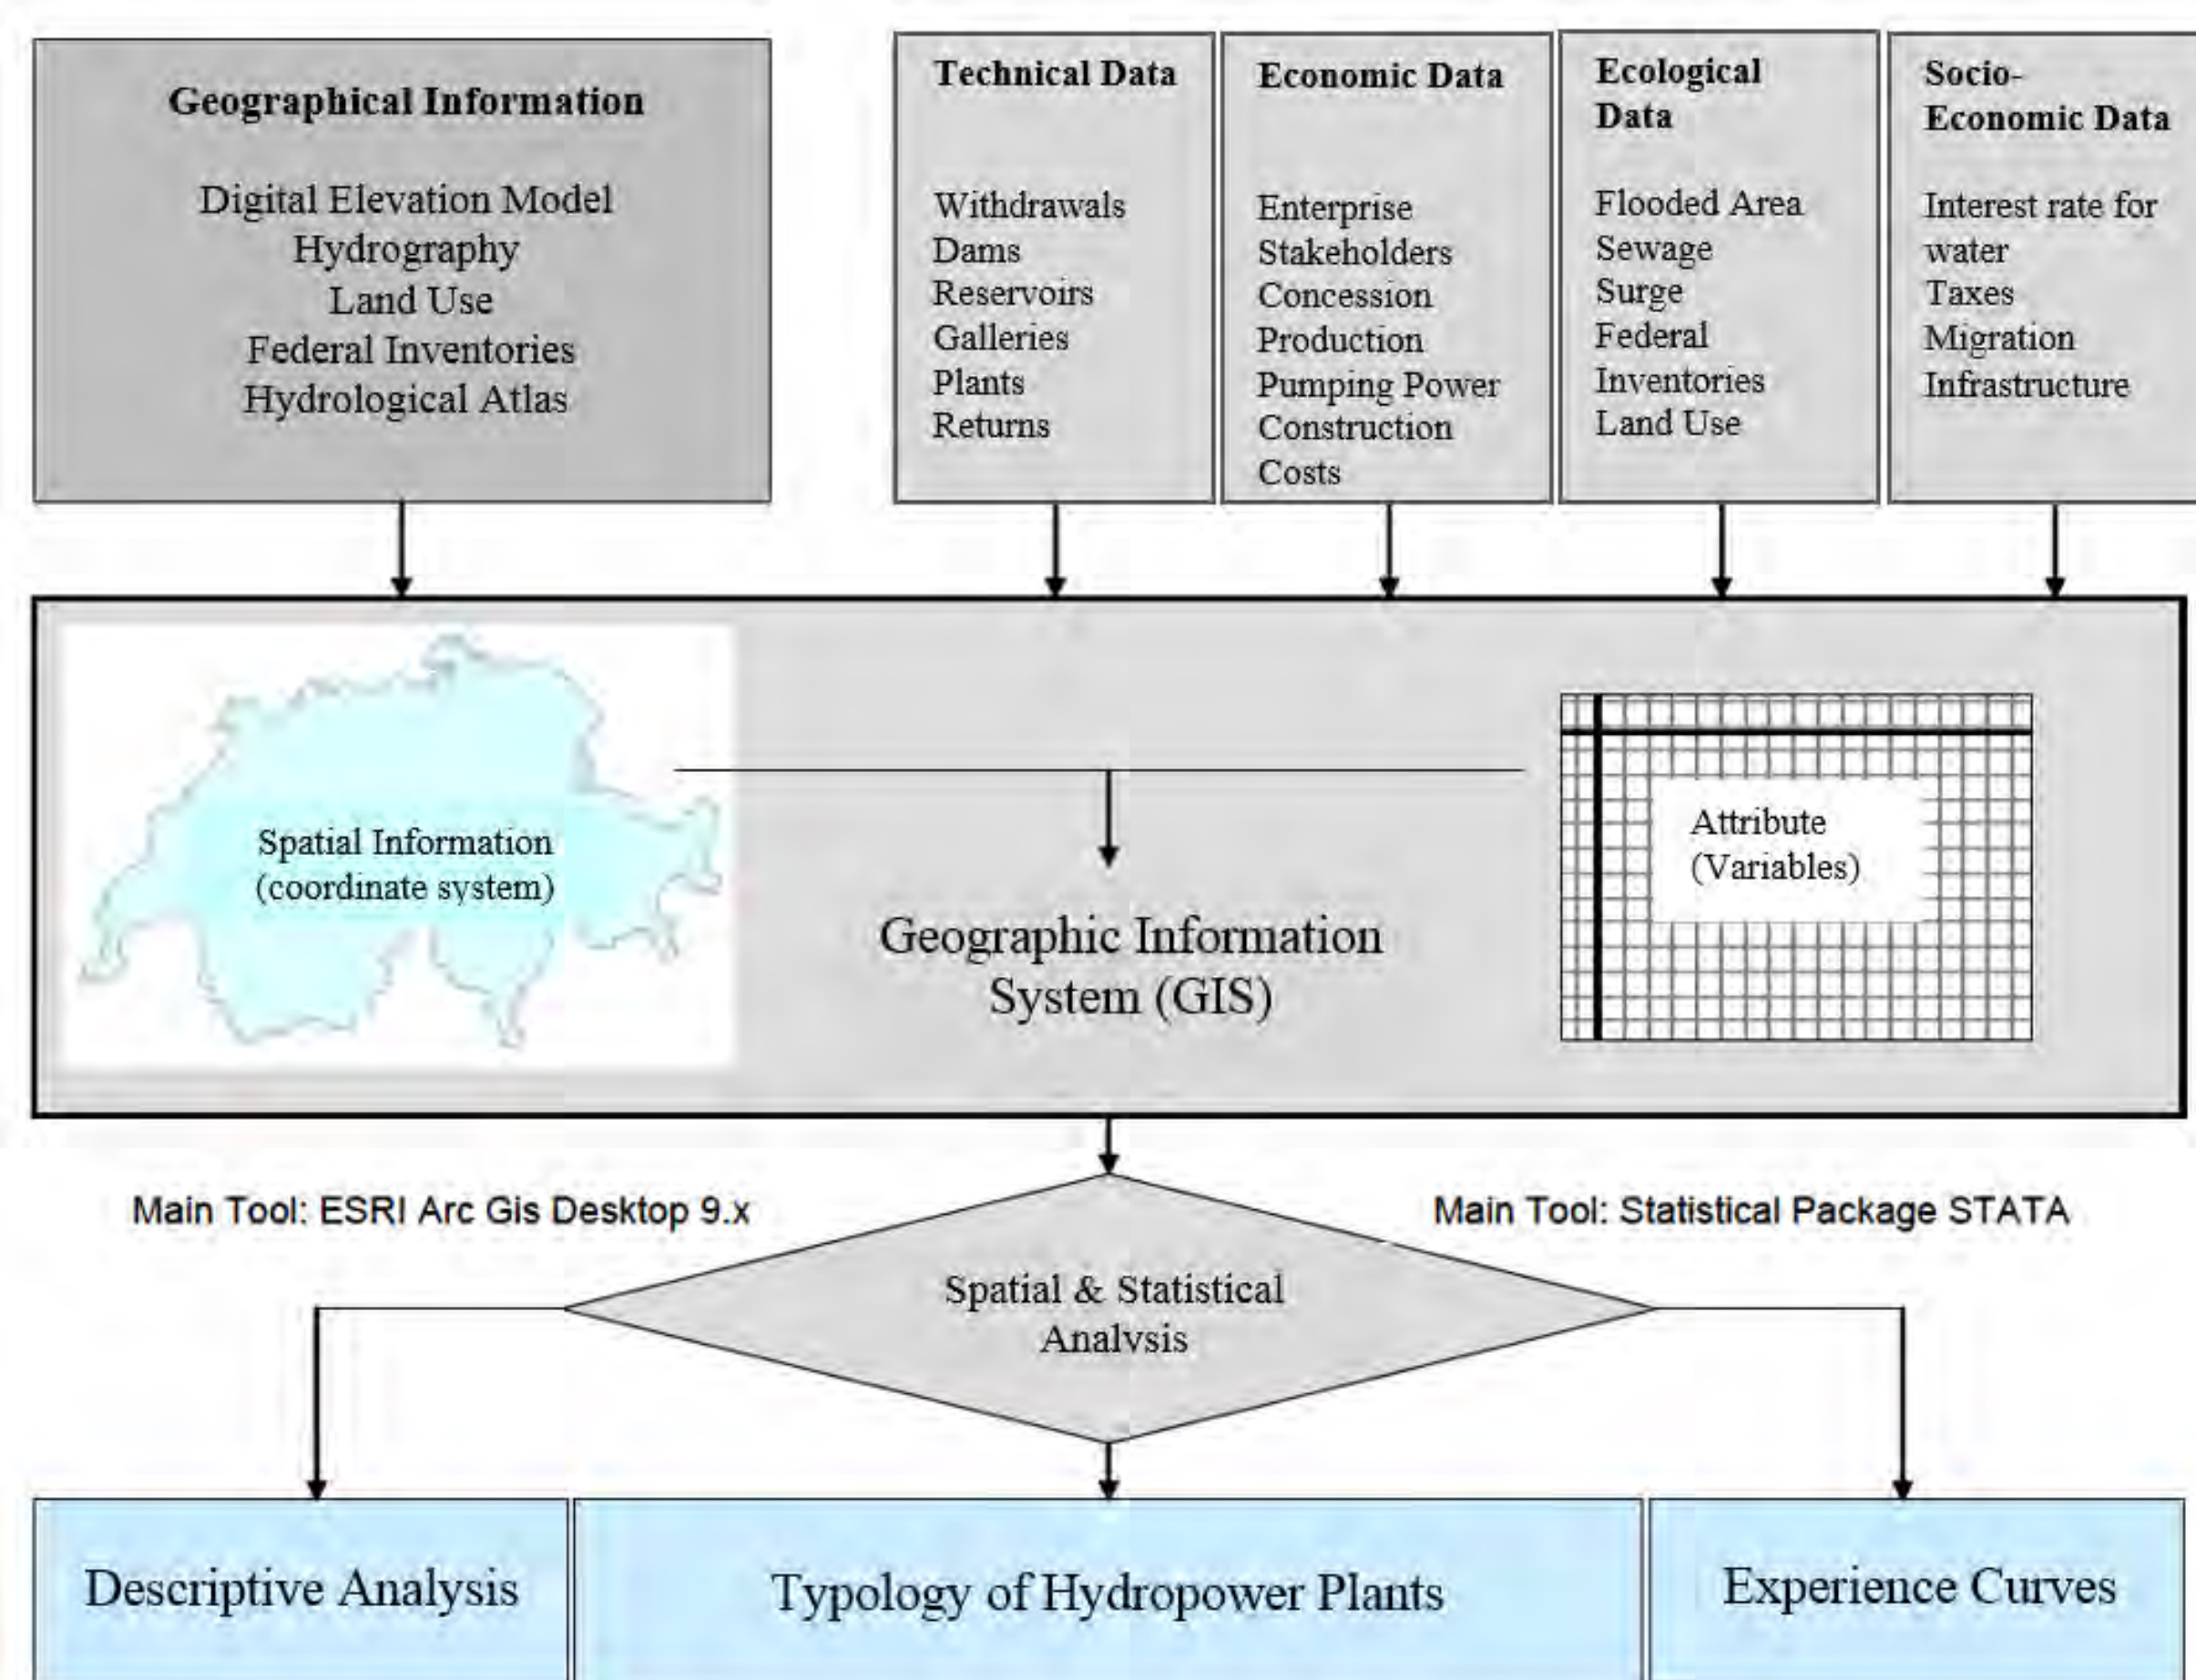 Geographical Information
Digital Elevation Model
Hydrography
Land Use
Federal Inventories
Hydrological Atlas
Technical Data
Withdrawals
Dams
Reservoirs
Galleries
Plants
Returns
Economic Data
Enterprise
Stakeholders
Concession
Production
Pumping Power
Construction
Costs
Ecological
Data
Flooded Area
Sewage
Surge
Federal
Inventories
Land Use
Socio-
Economic Data
Interest rate for
water
Taxes
Migration
Infrastructure
Spatial Information
(coordinate system)
Geographic Information
System (GIS)
Attribute
(Variables)
Main Tool: ESRI Arc Gis Desktop 9.x
Main Tool: Statistical Package STATA
Spatial & Statistical
Analysis
Descriptive Analysis
Typology of Hydropower Plants
Experience Curves